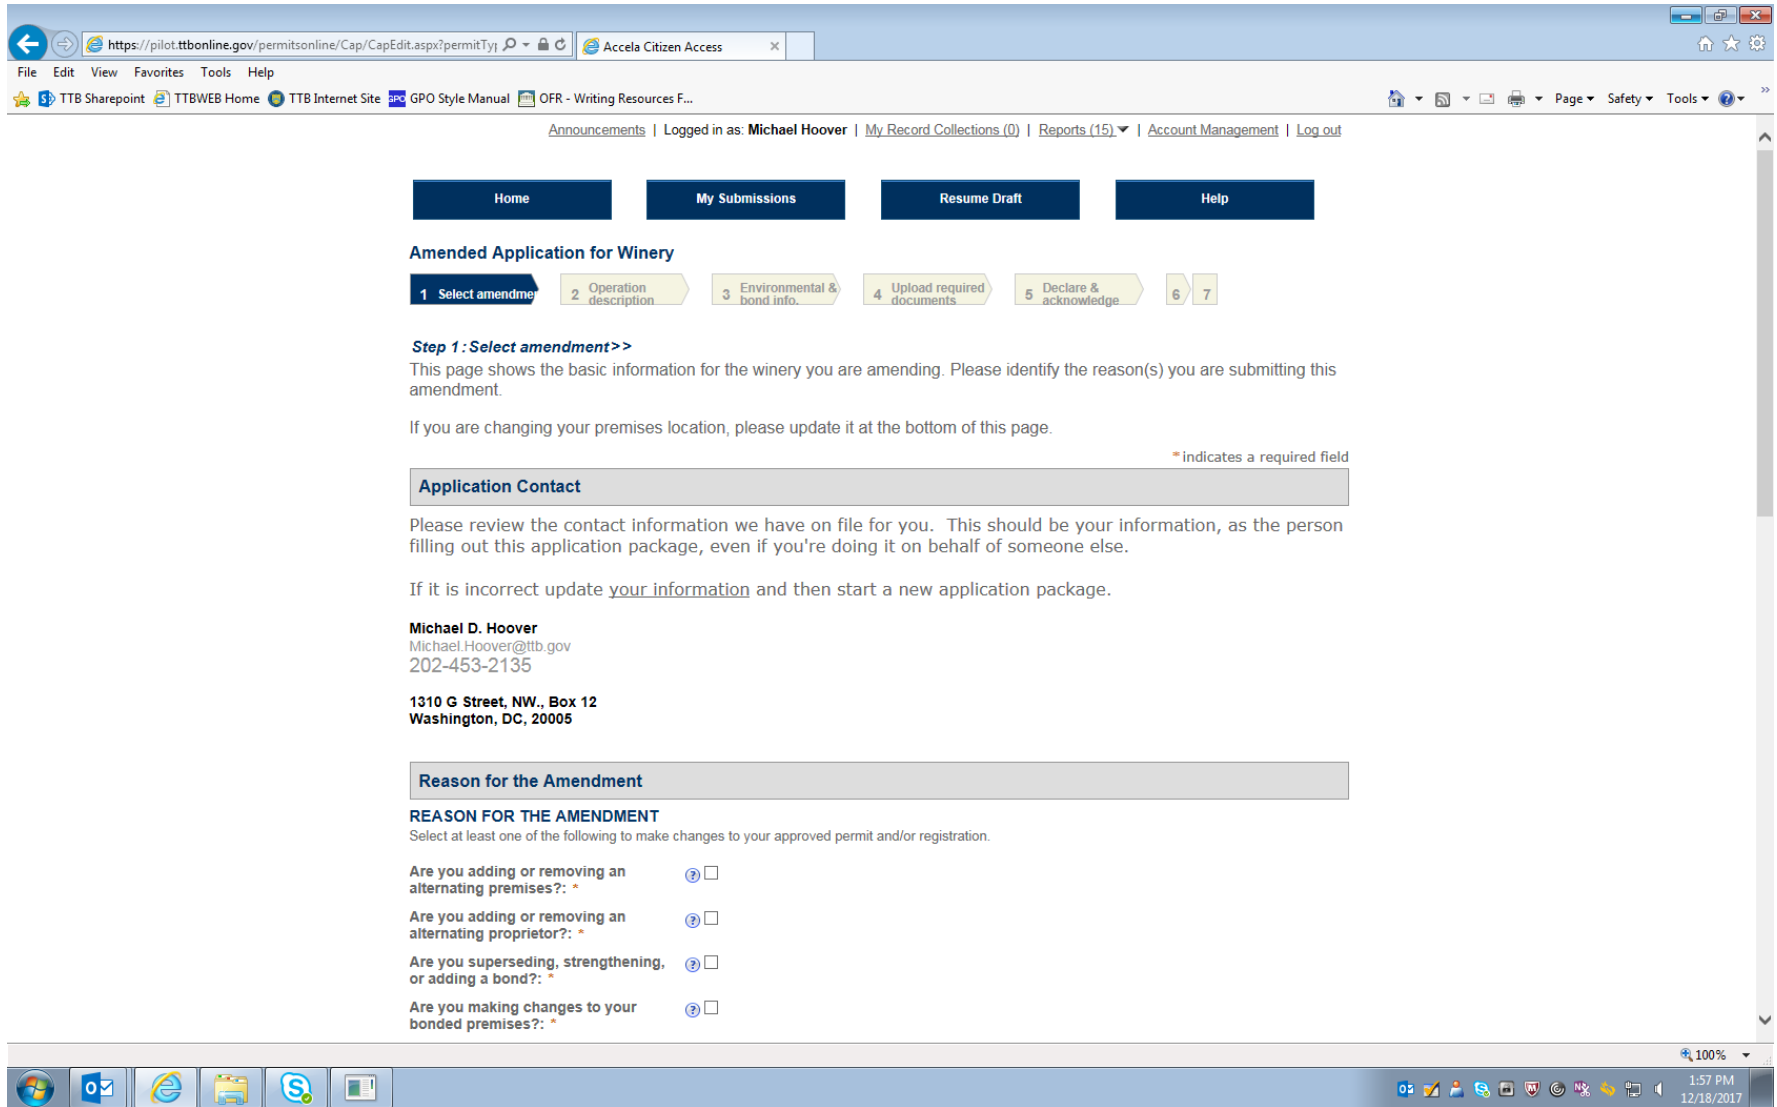 https://pilot.ttbonline.gov/permitsonline/Cap/CapEdit.aspx?permitTyp
Accela Citizen Access
File Edit View Favorites Tools Help
TTB Sharepoint TTBWEB Home TTB Internet Site GPO GPO Style Manual OFR - Writing Resources F...
Page Safety Tools
Announcements | Logged in as: Michael Hoover | My Record Collections (0) | Reports (15) | Account Management | Log out
Home My Submissions Resume Draft Help
Amended Application for Winery
1 Select amendme
2 Operation description
3 Environmental & bond info.
4 Upload required documents
5 Declare & acknowledge
6 7
Step 1:Select amendment>>
This page shows the basic information for the winery you are amending. Please identify the reason(s) you are submitting this
amendment.
If you are changing your premises location, please update it at the bottom of this page.
* indicates a required field
Application Contact
Please review the contact information we have on file for you.  This should be your information, as the person
filling out this application package, even if you're doing it on behalf of someone else.
If it is incorrect update your information and then start a new application package.
Michael D. Hoover
Michael.Hoover@ttb.gov
202-453-2135
1310 G Street, NW., Box 12
Washington, DC, 20005
Reason for the Amendment
REASON FOR THE AMENDMENT
Select at least one of the following to make changes to your approved permit and/or registration.
Are you adding or removing an
alternating premises?: *
Are you adding or removing an
alternating proprietor?: *
Are you superseding, strengthening,
or adding a bond?: *
Are you making changes to your
bonded premises?: *
100%
1:57 PM
12/18/2017